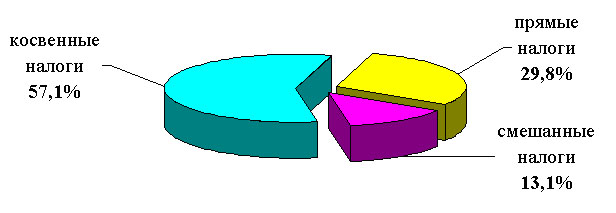 косвенные
налоги
57,1%
прямые
налоги
29,8%
смешанные
налоги
13,1%